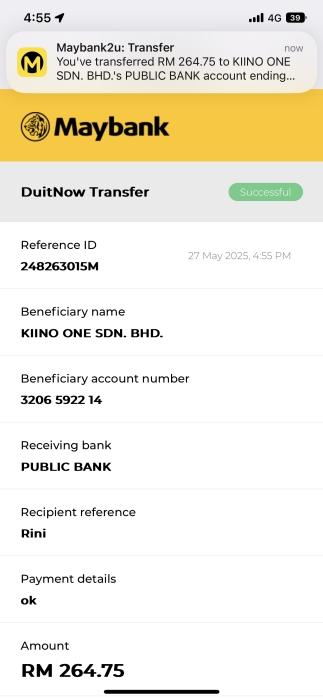 4:55
4G
39
Maybank2u: Transfer
now
You've transferred RM 264.75 to KIINO ONE
SDN. BHD.'s PUBLIC BANK account ending...
Maybank
DuitNow Transfer
Successful
Reference ID
248263015M
27 May 2025, 4:55 PM
Beneficiary name
KIINO ONE SDN. BHD.
Beneficiary account number
3206 5922 14
Receiving bank
PUBLIC BANK
Recipient reference
Rini
Payment details
ok
Amount
RM 264.75